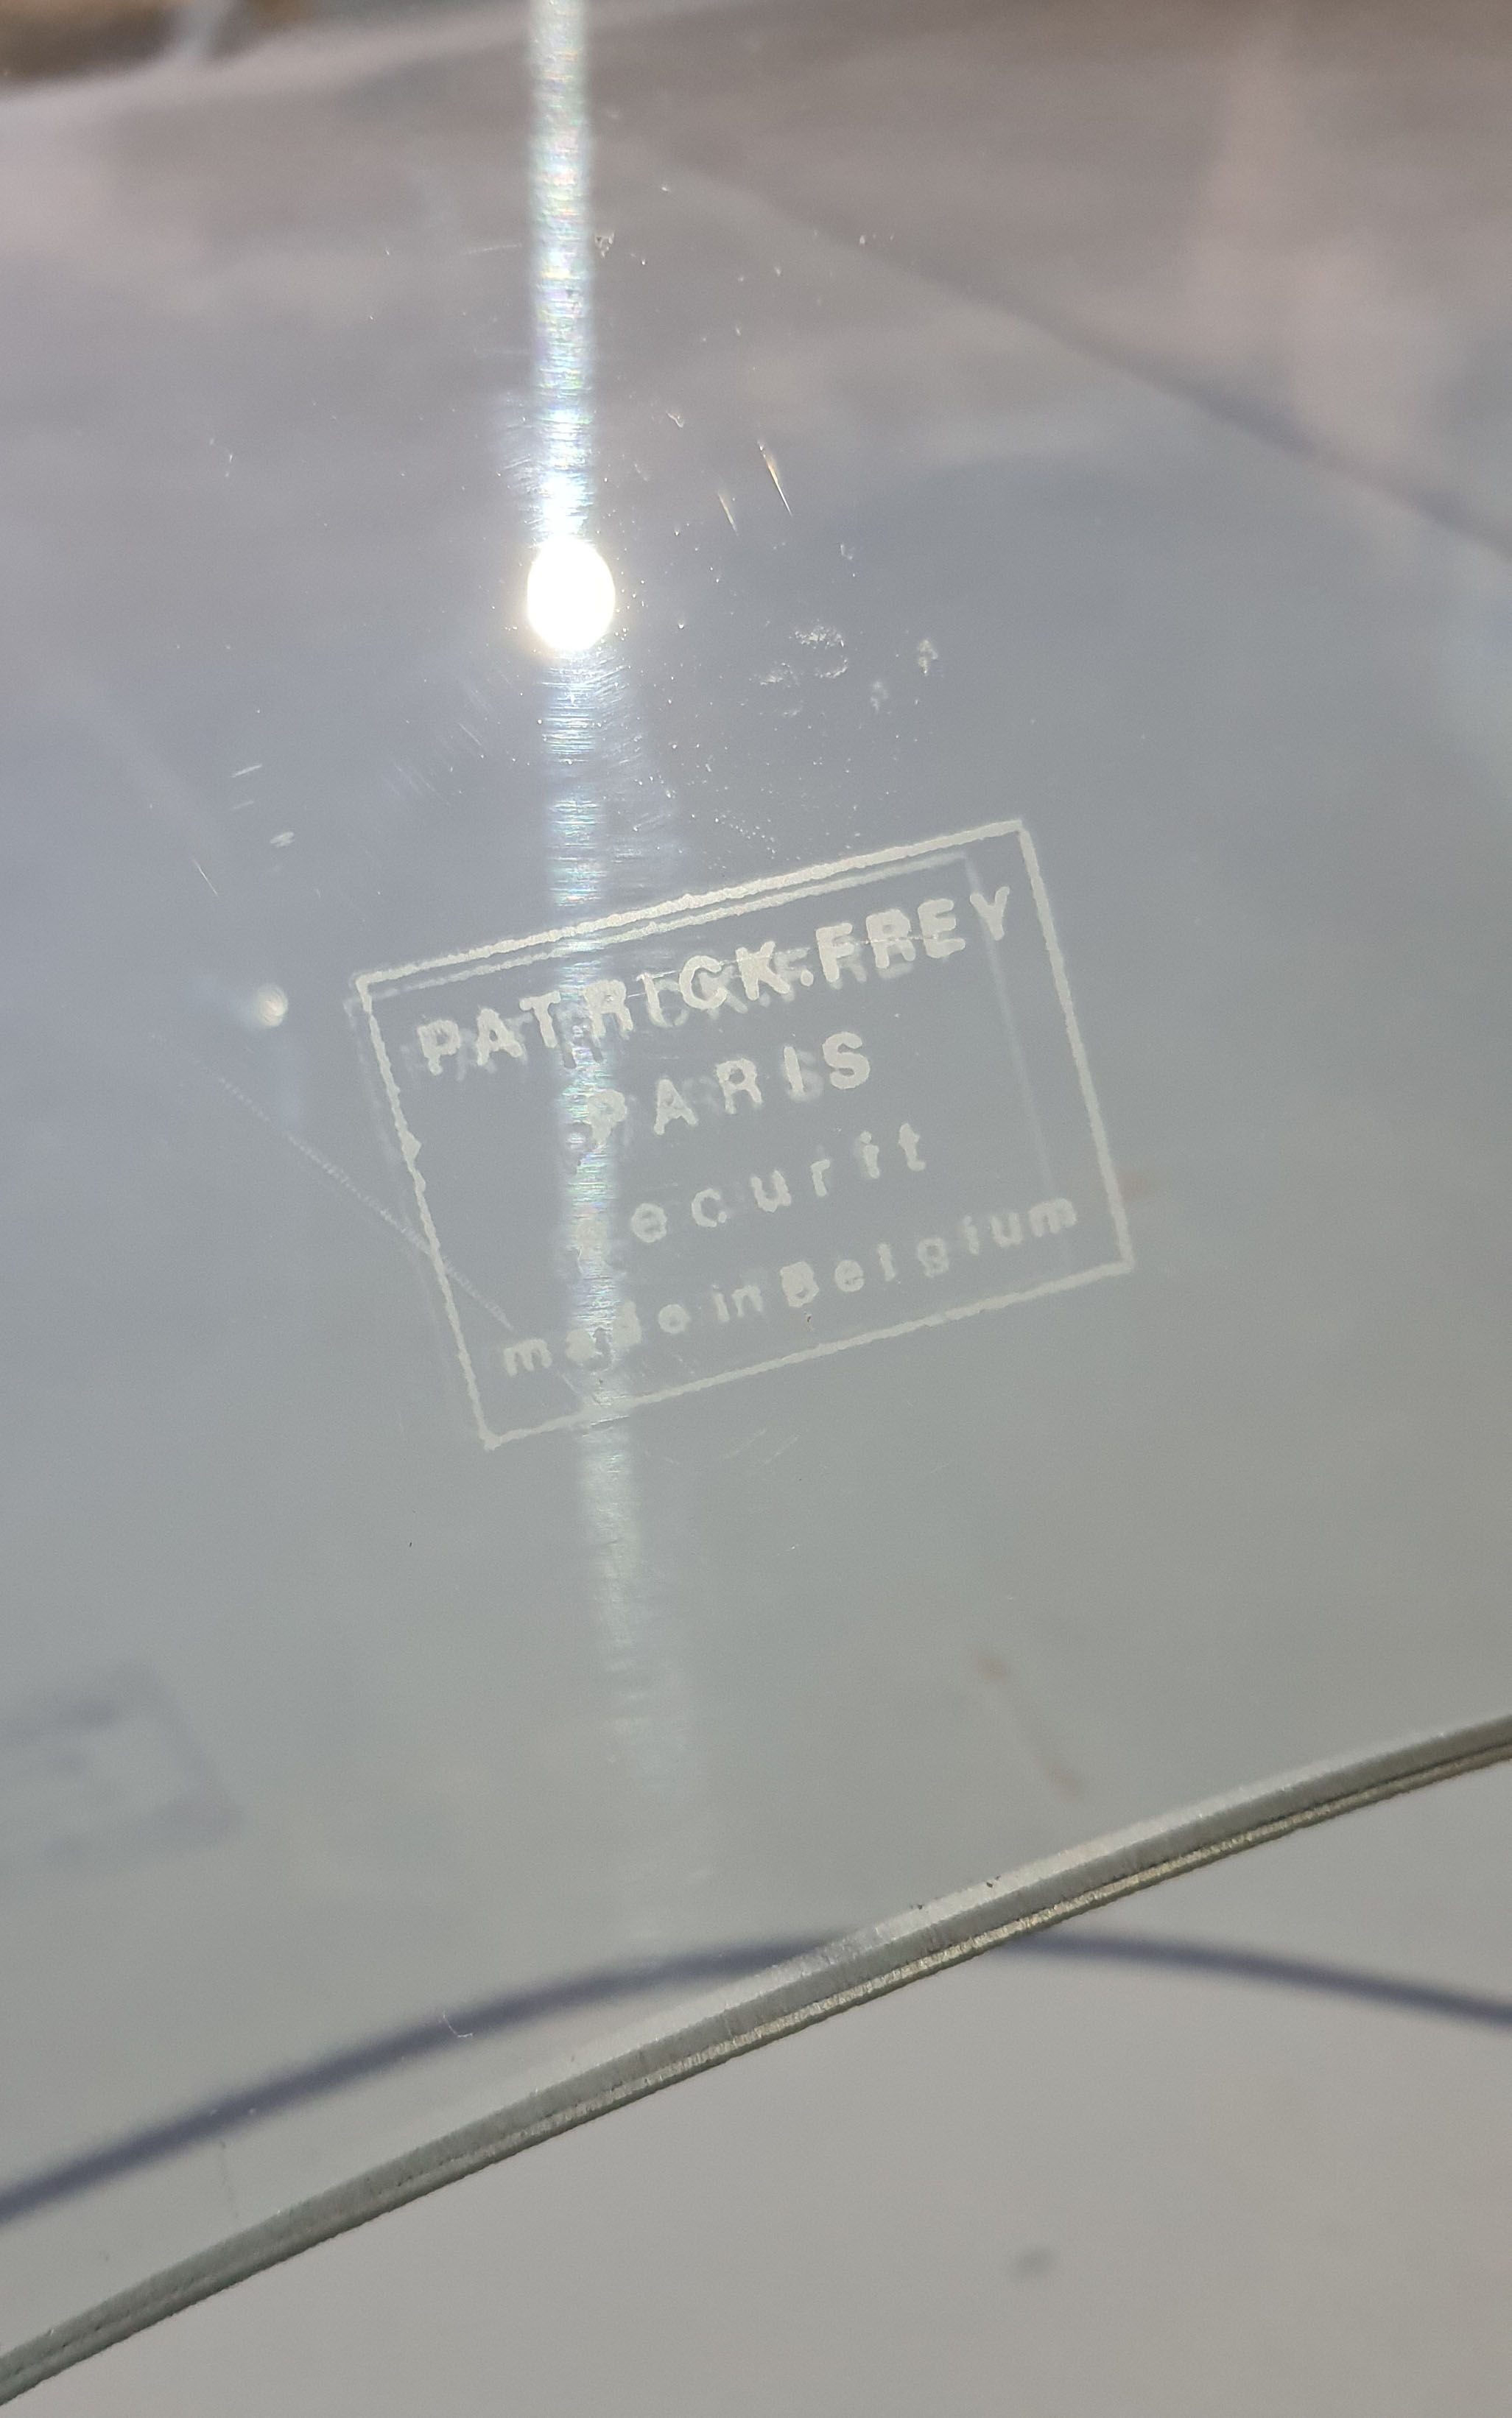 PATRICK.FREY
PARIS
securit
made in Belgium